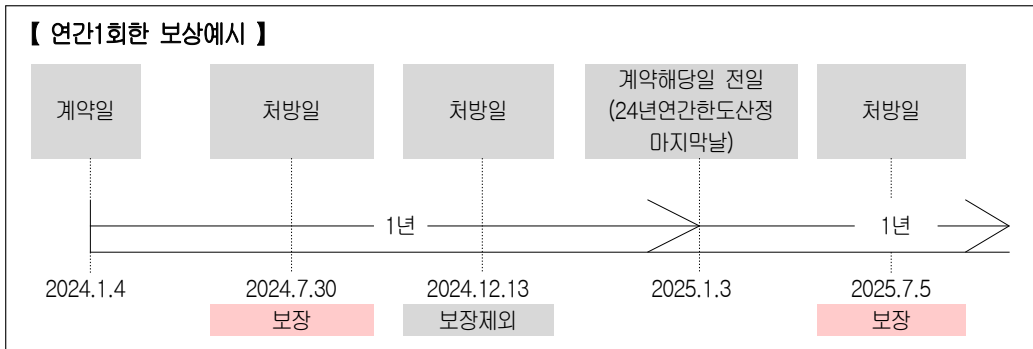 【 연간1회한 보상예시 】
계약일
처방일
처방일
계약해당일 전일
(24년연간한도산정
마지막날)
처방일
1년
1년
2024.1.4
2024.7.30
2024.12.13
2025.1.3
2025.7.5
보장
보장제외
보장